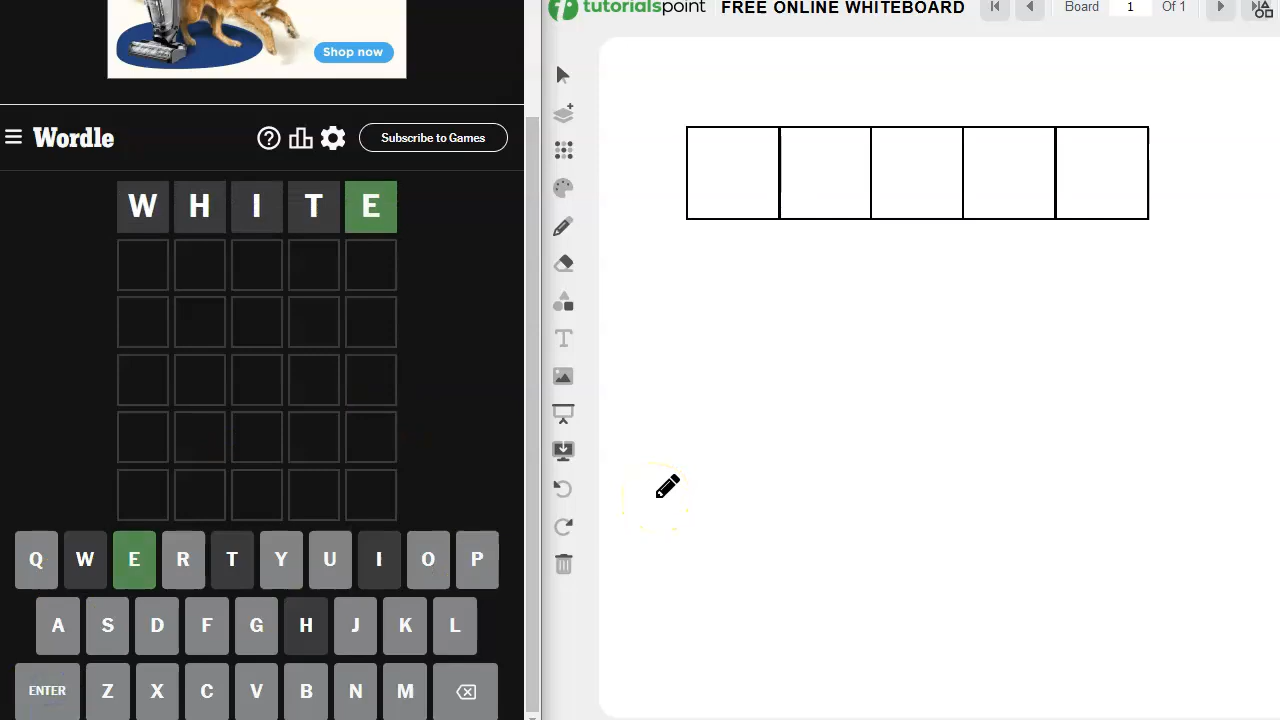 tutorialspoint FREE ONLINE WHITEBOARD Board 1 Of 1
Shop now
Wordle Subscribe to Games
W H I T E
Q W E R T Y U I O P
A S D F G H J K L
ENTER Z X C V B N M